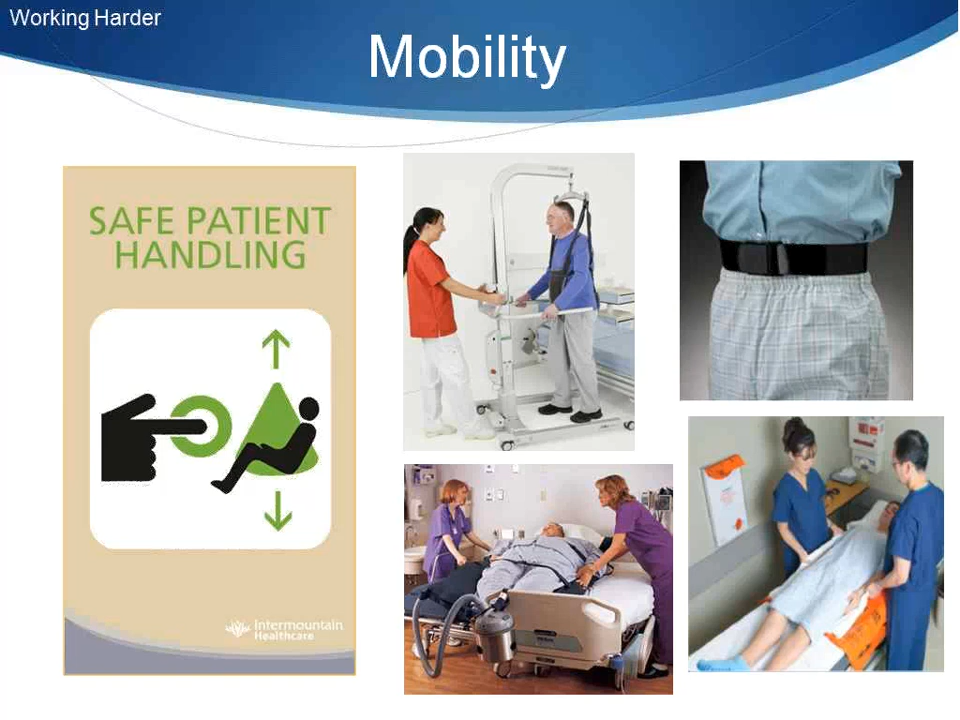 Working Harder
Mobility
SAFE PATIENT
HANDLING
Intermountain
Healthcare